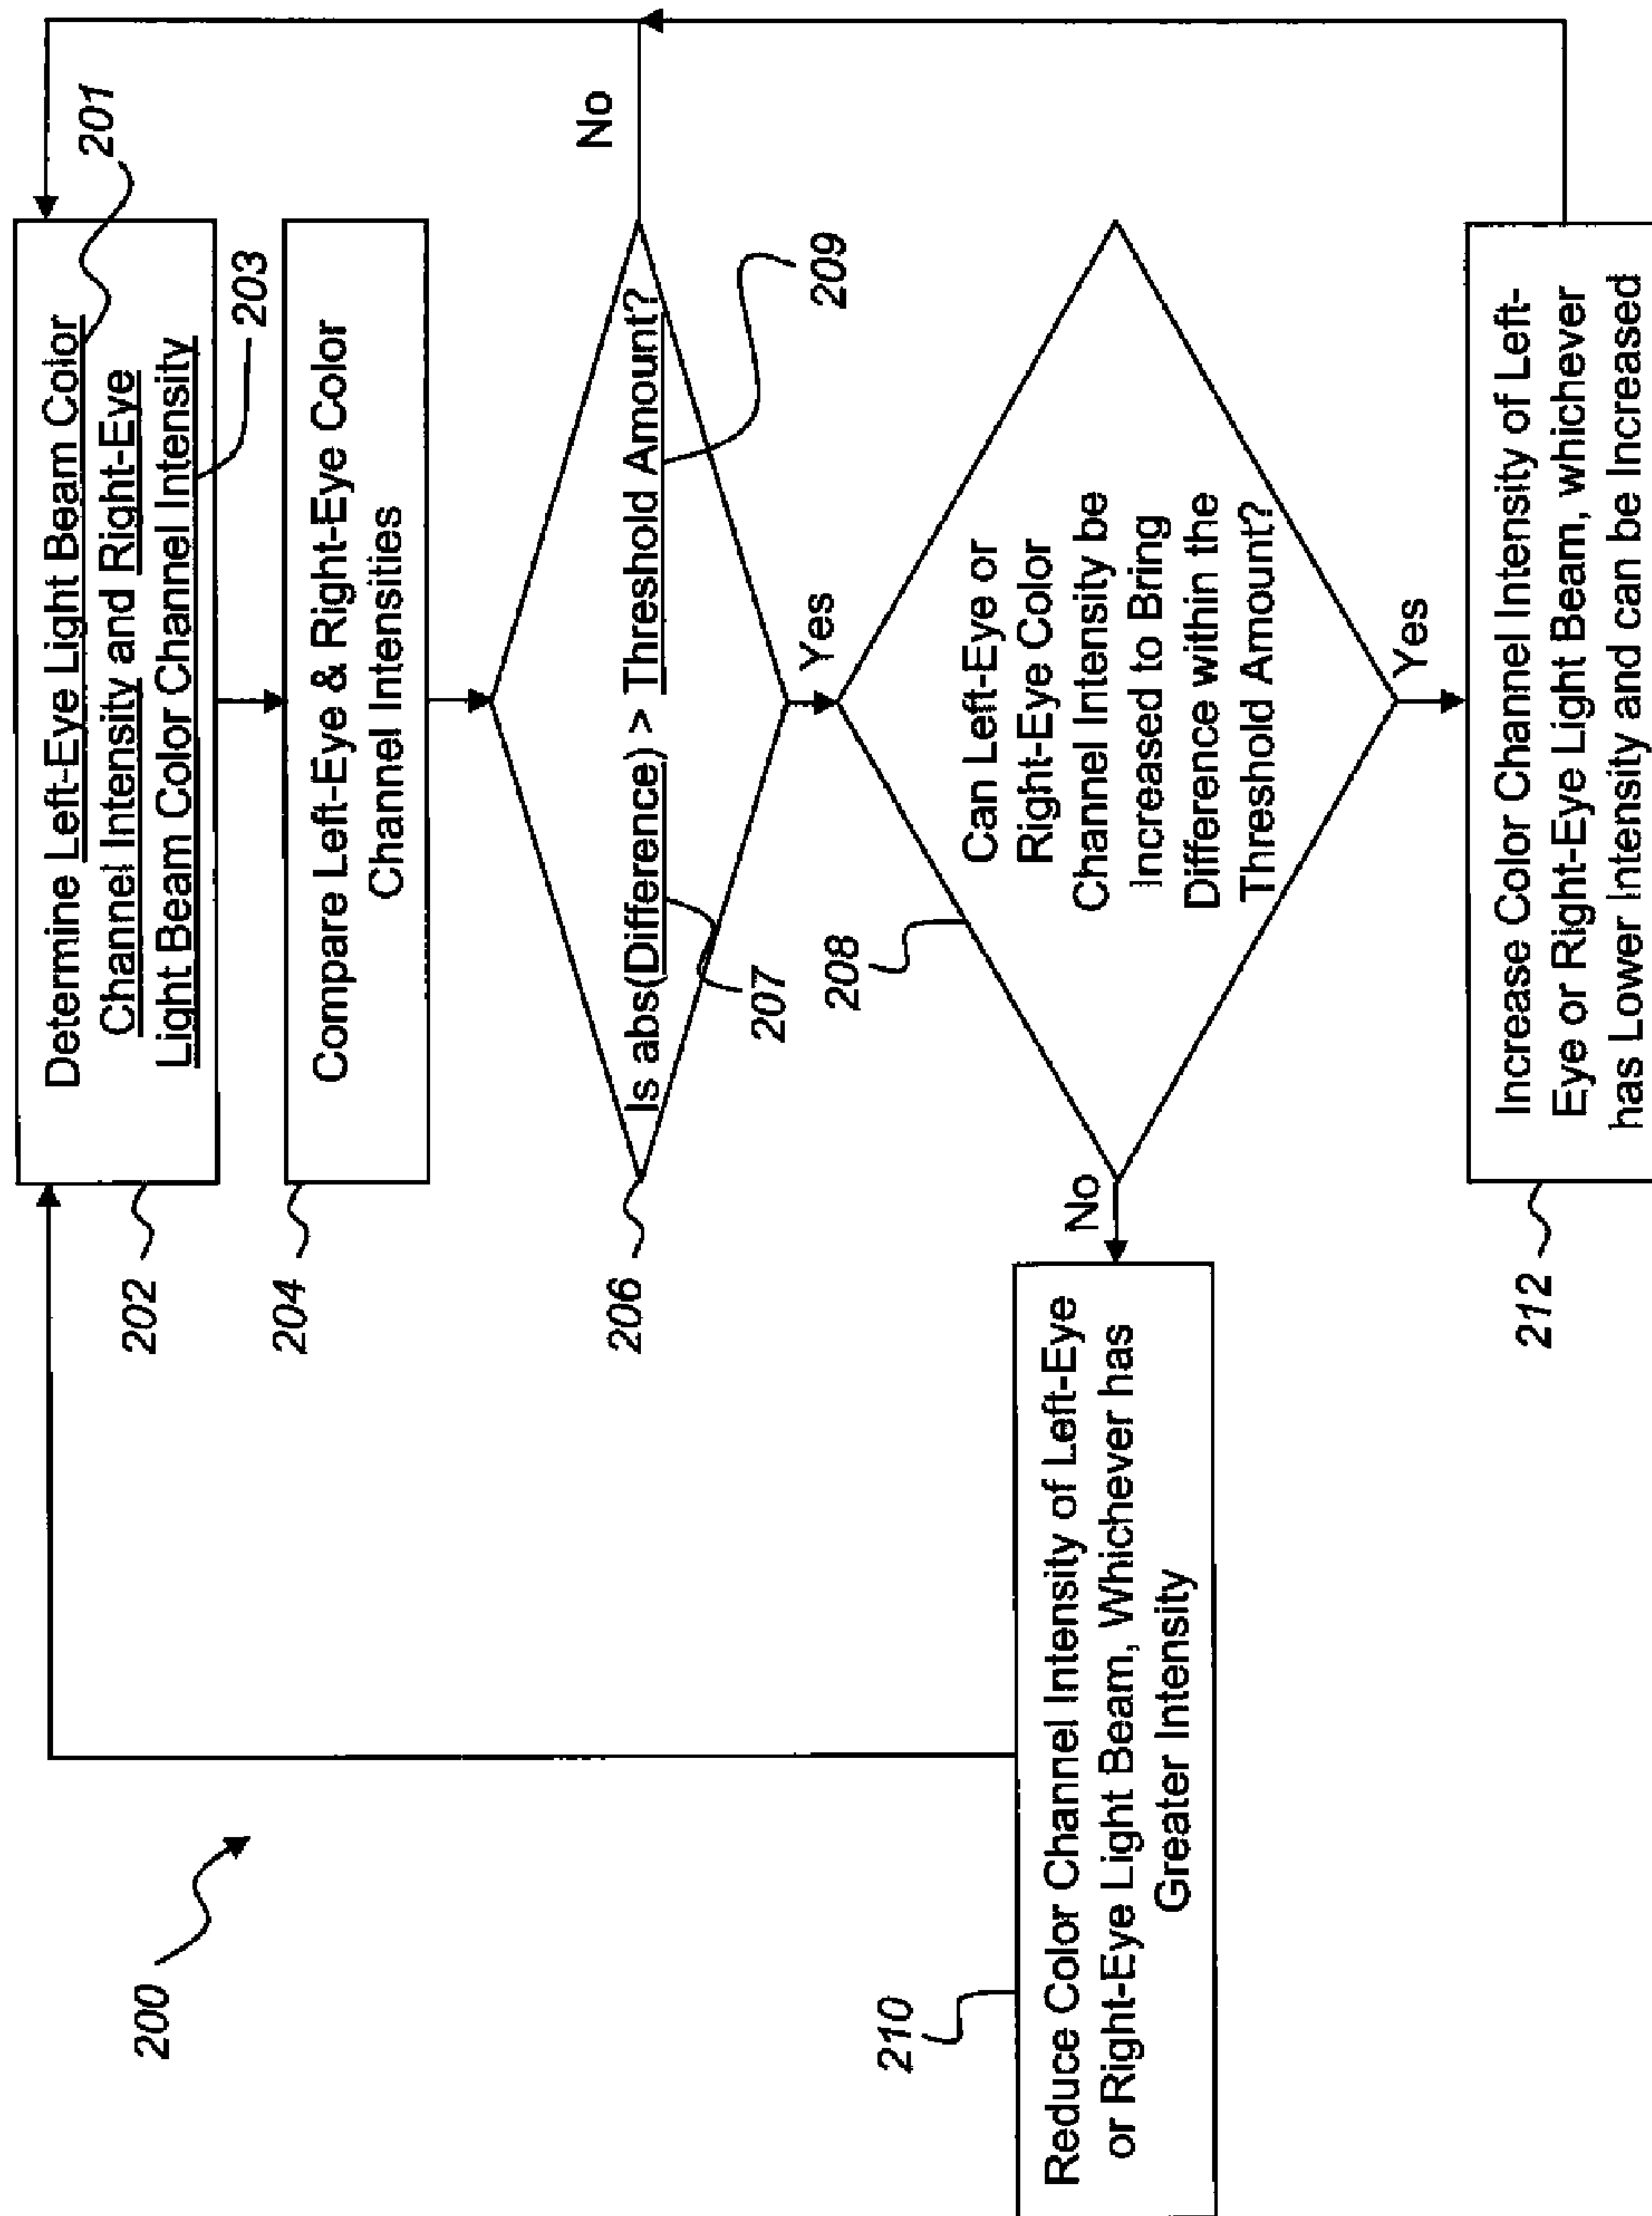 200
201
Determine Left-Eye Light Beam Color
Channel Intensity and Right-Eye
Light Beam Color Channel Intensity
202
203
Compare Left-Eye & Right-Eye Color
Channel Intensities
204
Is abs(Difference) > Threshold Amount?
206
207
209
No
Yes
Can Left-Eye or
Right-Eye Color
Channel Intensity be
Increased to Bring
Difference within the
Threshold Amount?
208
No
Yes
Reduce Color Channel Intensity of Left-Eye
or Right-Eye Light Beam, Whichever has
Greater Intensity
210
Increase Color Channel Intensity of Left-
Eye or Right-Eye Light Beam, whichever
has Lower Intensity and can be Increased
212